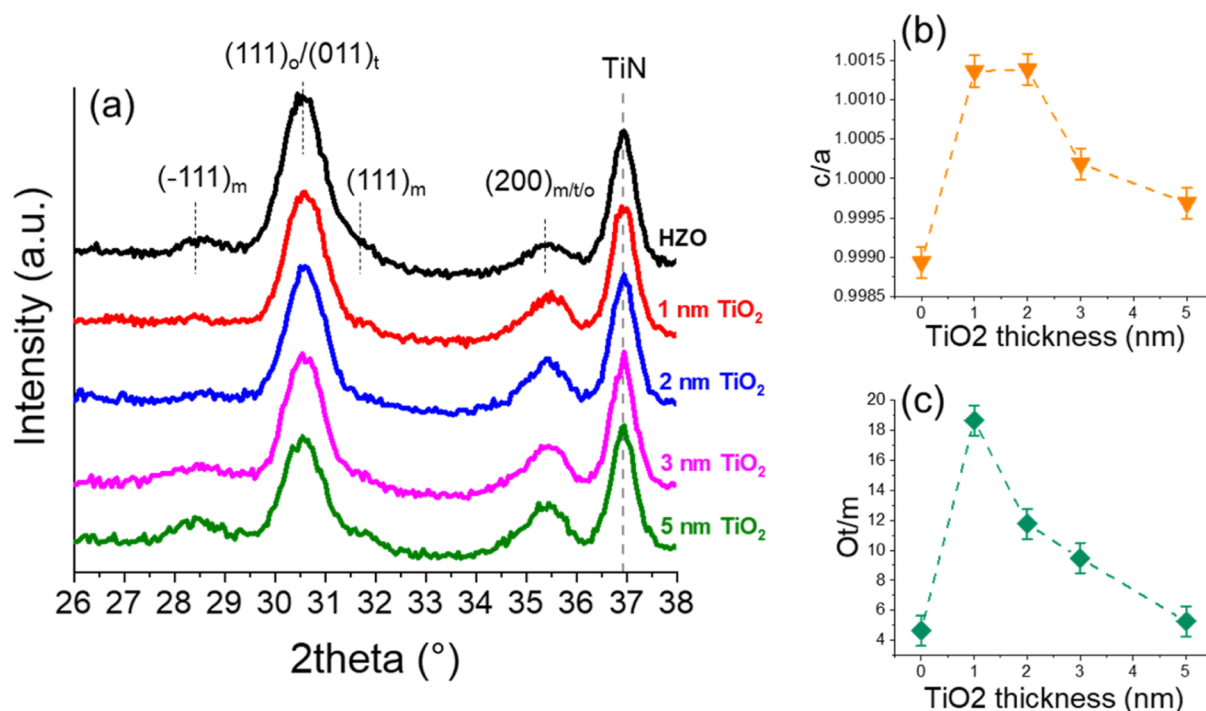 (a)
(111)o/(011)t
TiN
(-111)m
(111)m
(200)m/t/o
HZO
1 nm TiO2
2 nm TiO2
3 nm TiO2
5 nm TiO2
Intensity (a.u.)
26 27 28 29 30 31 32 33 34 35 36 37 38
2theta (°)
(b)
1.0015
1.0010
1.0005
1.0000
0.9995
0.9990
0.9985
c/a
0 1 2 3 4 5
TiO2 thickness (nm)
(c)
20
18
16
14
12
10
8
6
4
Ot/m
0 1 2 3 4 5
TiO2 thickness (nm)